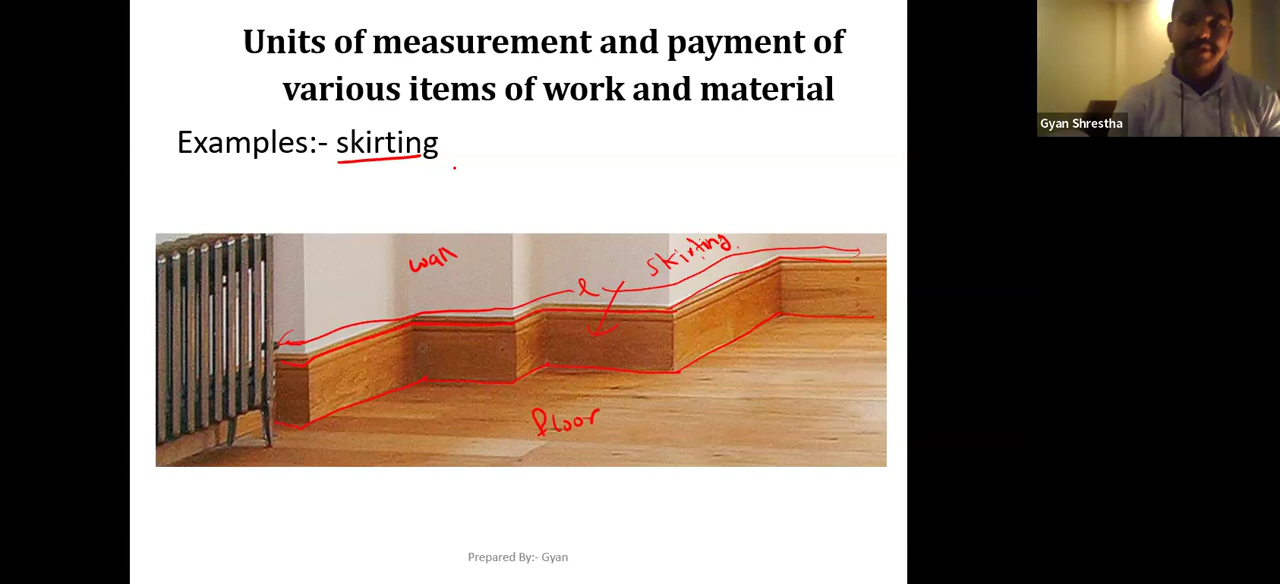 Units of measurement and payment of
various items of work and material
Gyan Shrestha
Examples:- skirting
skirting
wall
l
floor
Prepared By:- Gyan